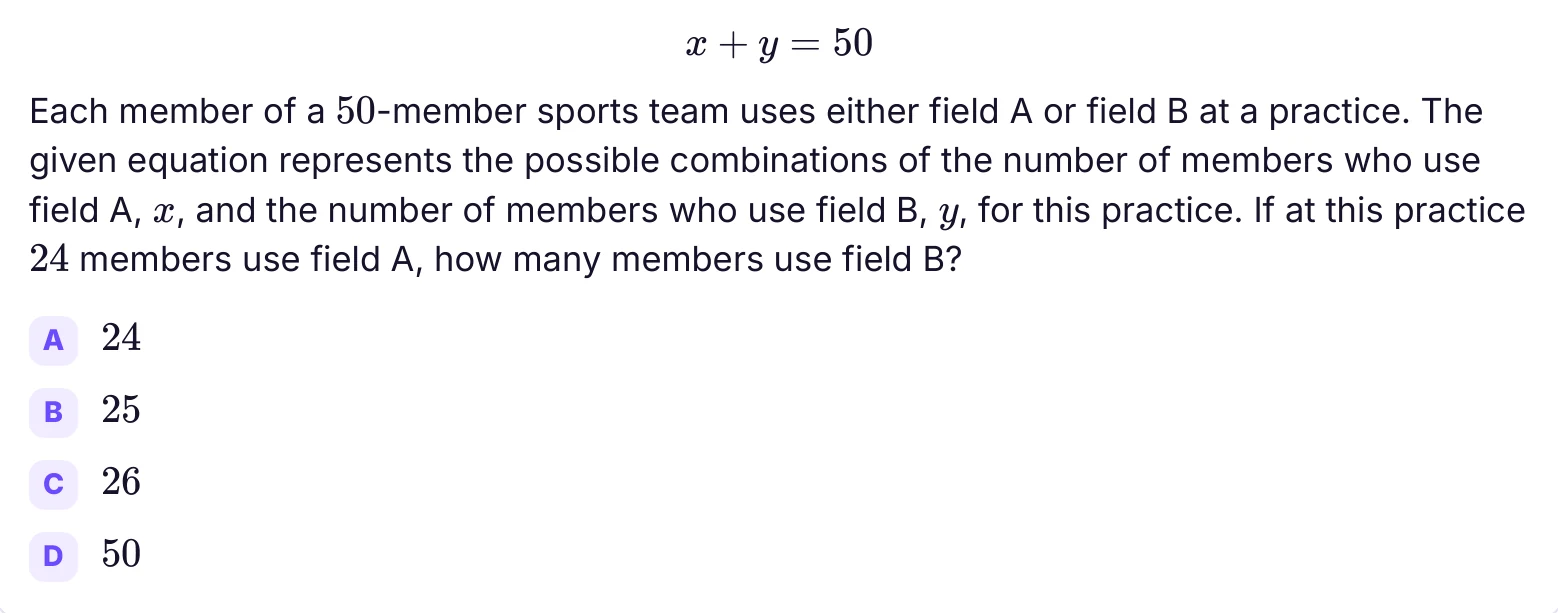 x + y = 50
Each member of a 50-member sports team uses either field A or field B at a practice. The
given equation represents the possible combinations of the number of members who use
field A, x, and the number of members who use field B, y, for this practice. If at this practice
24 members use field A, how many members use field B?
A 24
B 25
C 26
D 50